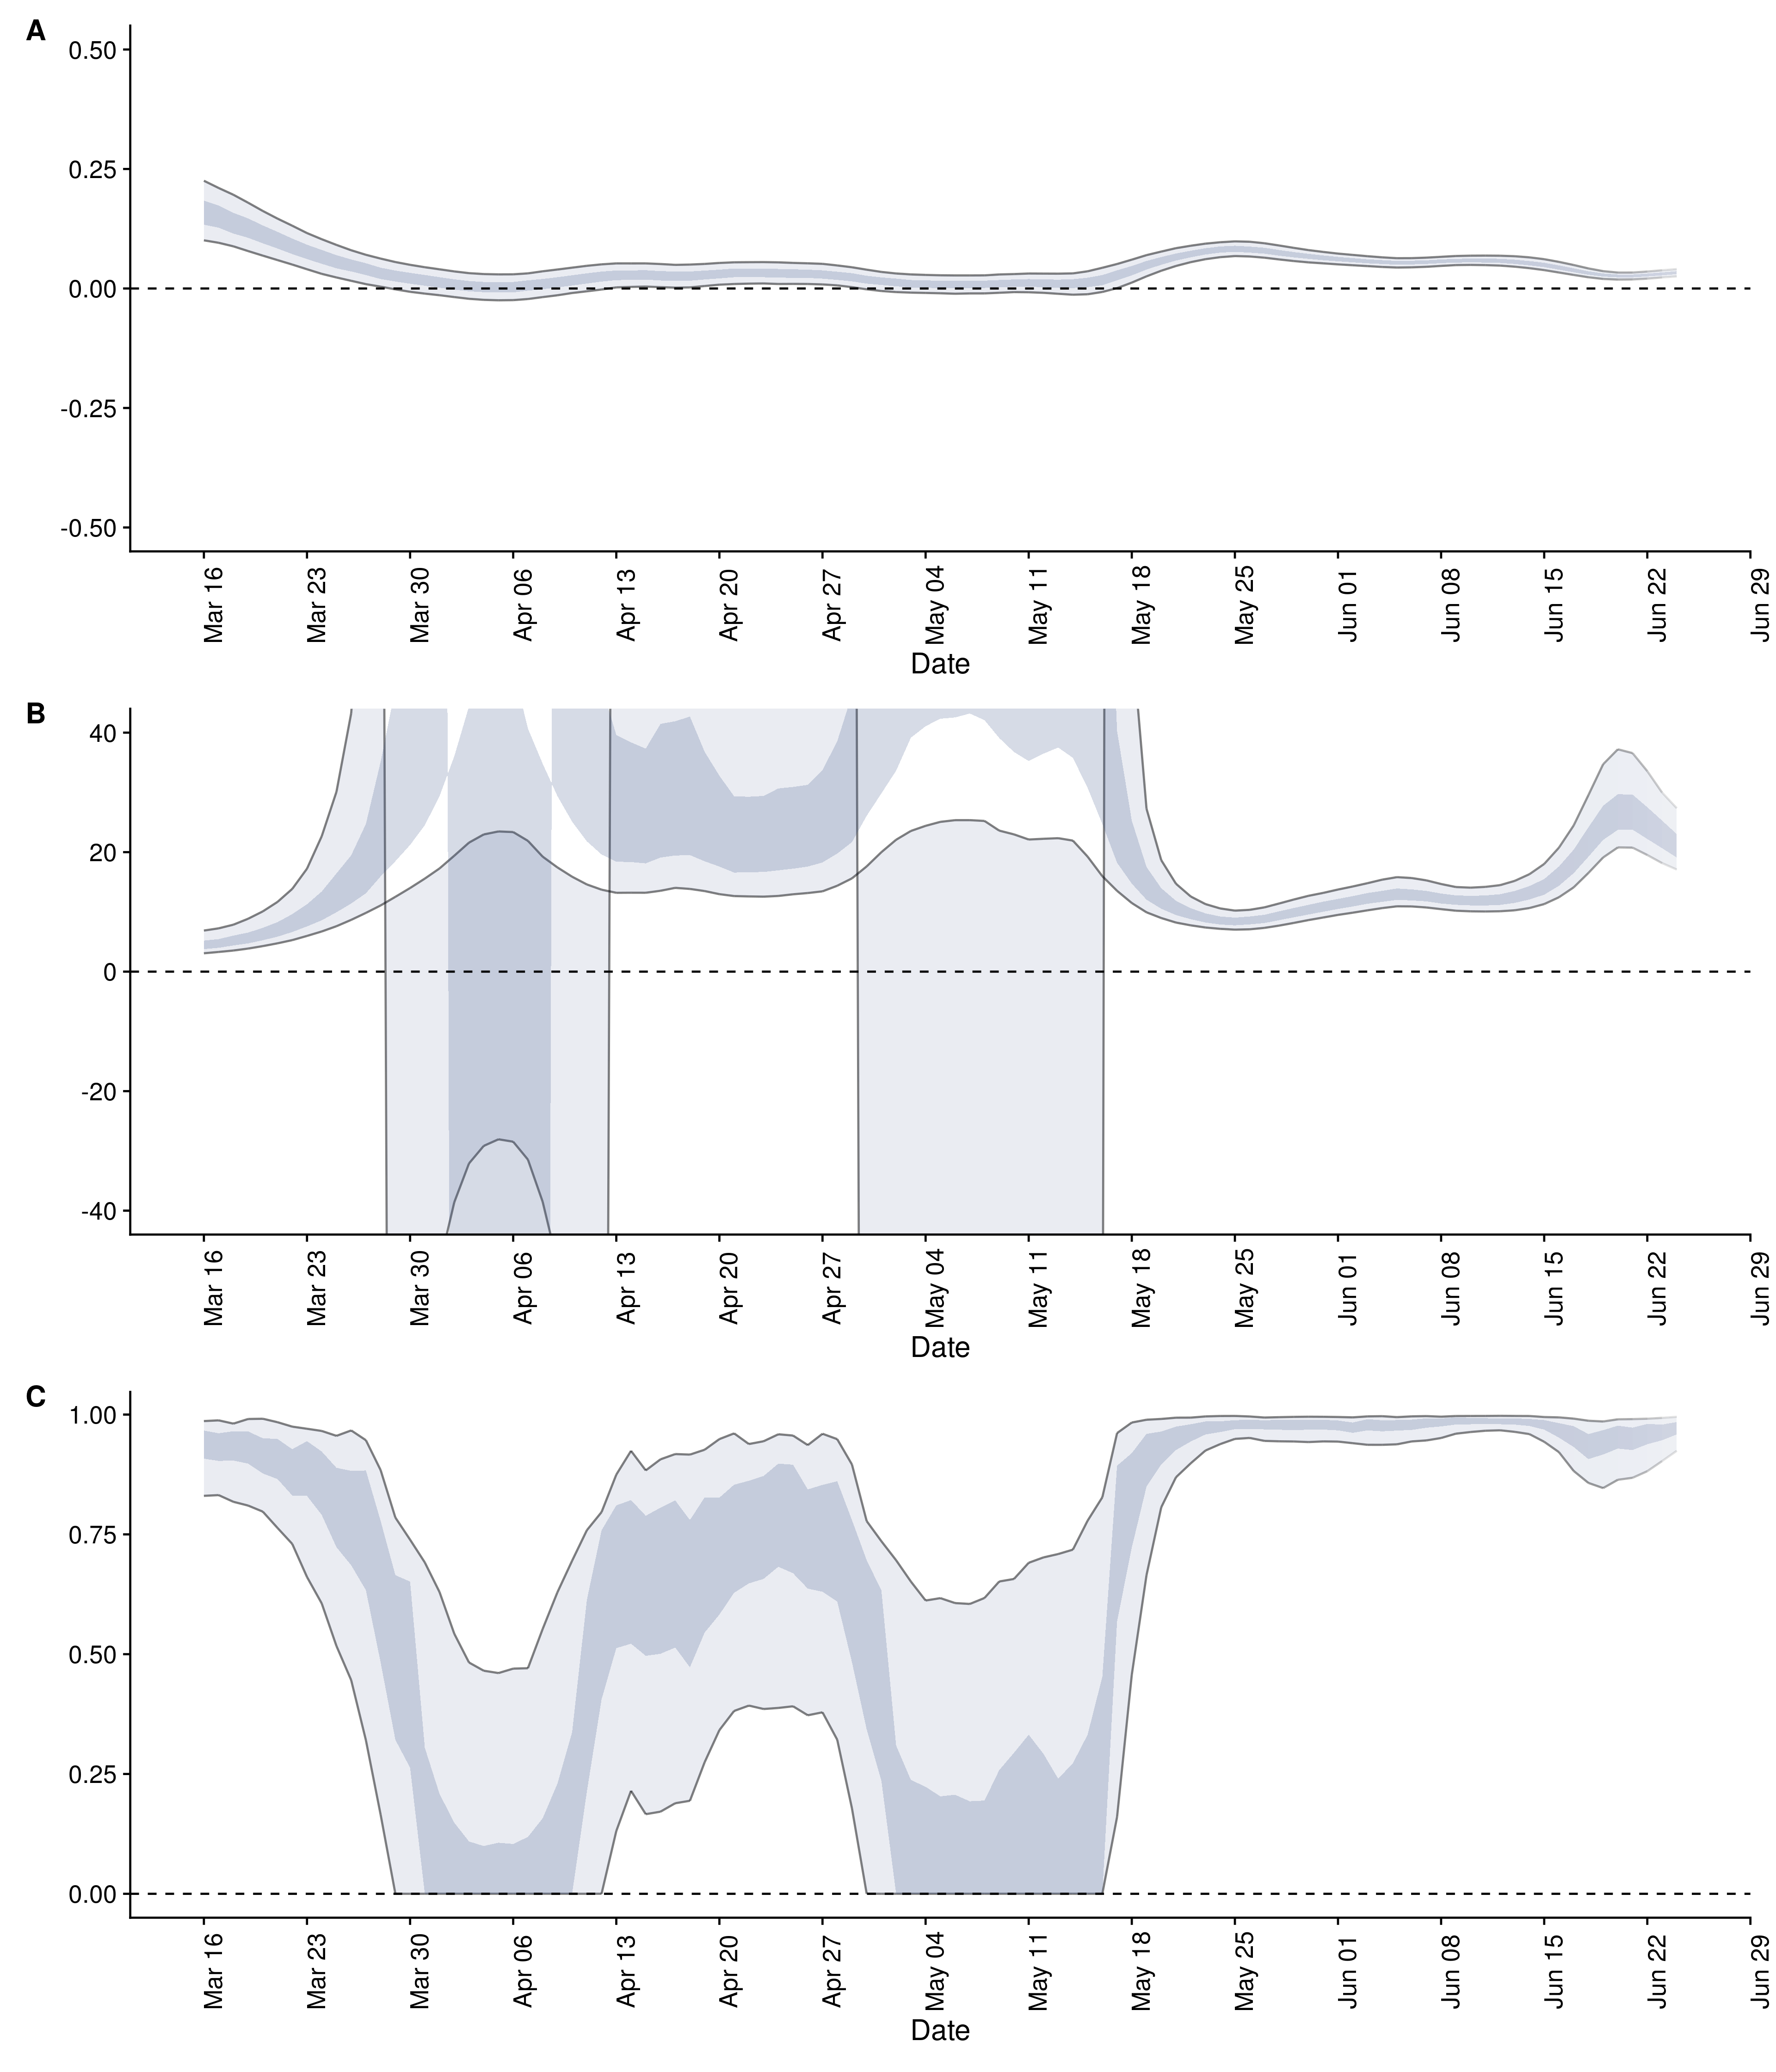 A
0.50
0.25
0.00
-0.25
-0.50
Mar 16
Mar 23
Mar 30
Apr 06
Apr 13
Apr 20
Apr 27
May 04
May 11
May 18
May 25
Jun 01
Jun 08
Jun 15
Jun 22
Jun 29
Date
B
40
20
0
-20
-40
Mar 16
Mar 23
Mar 30
Apr 06
Apr 13
Apr 20
Apr 27
May 04
May 11
May 18
May 25
Jun 01
Jun 08
Jun 15
Jun 22
Jun 29
Date
C
1.00
0.75
0.50
0.25
0.00
Mar 16
Mar 23
Mar 30
Apr 06
Apr 13
Apr 20
Apr 27
May 04
May 11
May 18
May 25
Jun 01
Jun 08
Jun 15
Jun 22
Jun 29
Date